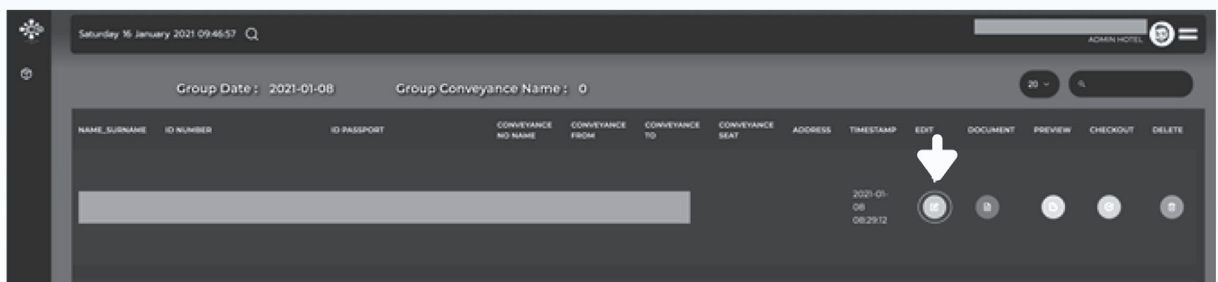 Saturday 16 January 2021 09:46:57
ADMIN HOTEL
Group Date : 2021-01-08 Group Conveyance Name : 0
20
NAME_SURNAME ID NUMBER ID PASSPORT CONVEYANCE NO NAME CONVEYANCE FROM CONVEYANCE TO CONVEYANCE SEAT ADDRESS TIMESTAMP EDIT DOCUMENT PREVIEW CHECKOUT DELETE
2021-01-
08
08:29:12